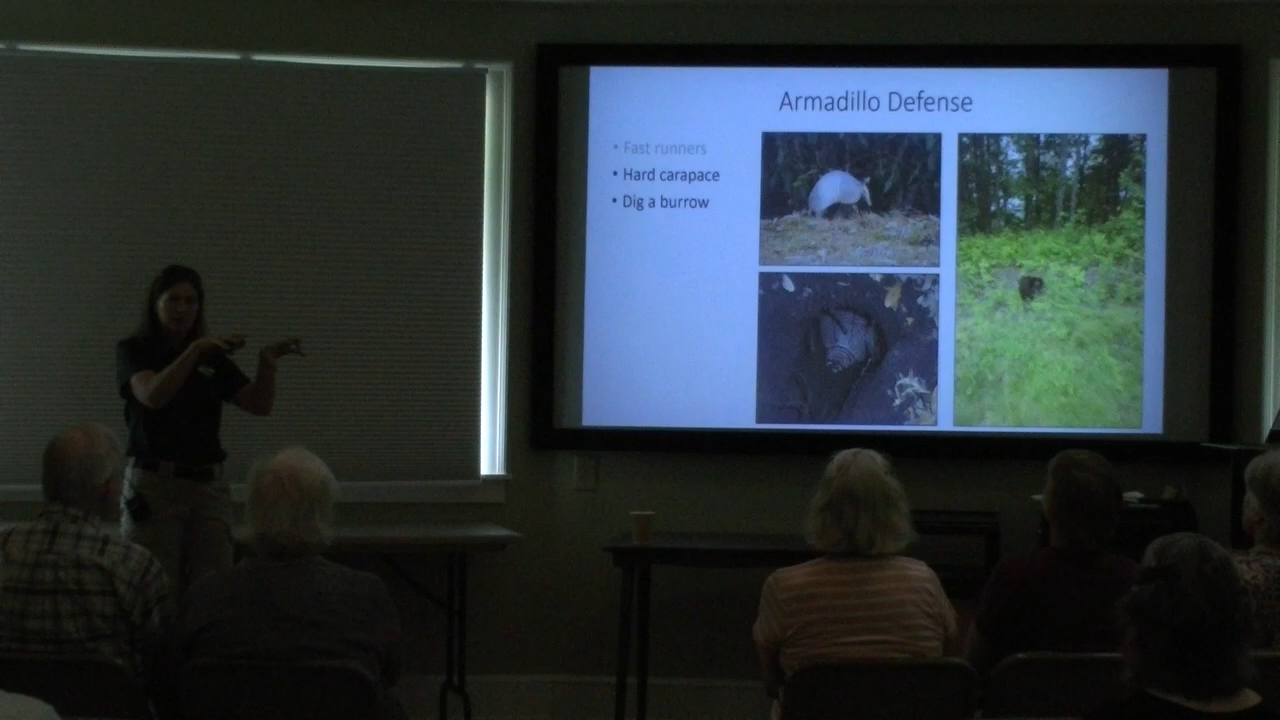 Armadillo Defense
• Fast runners
• Hard carapace
• Dig a burrow